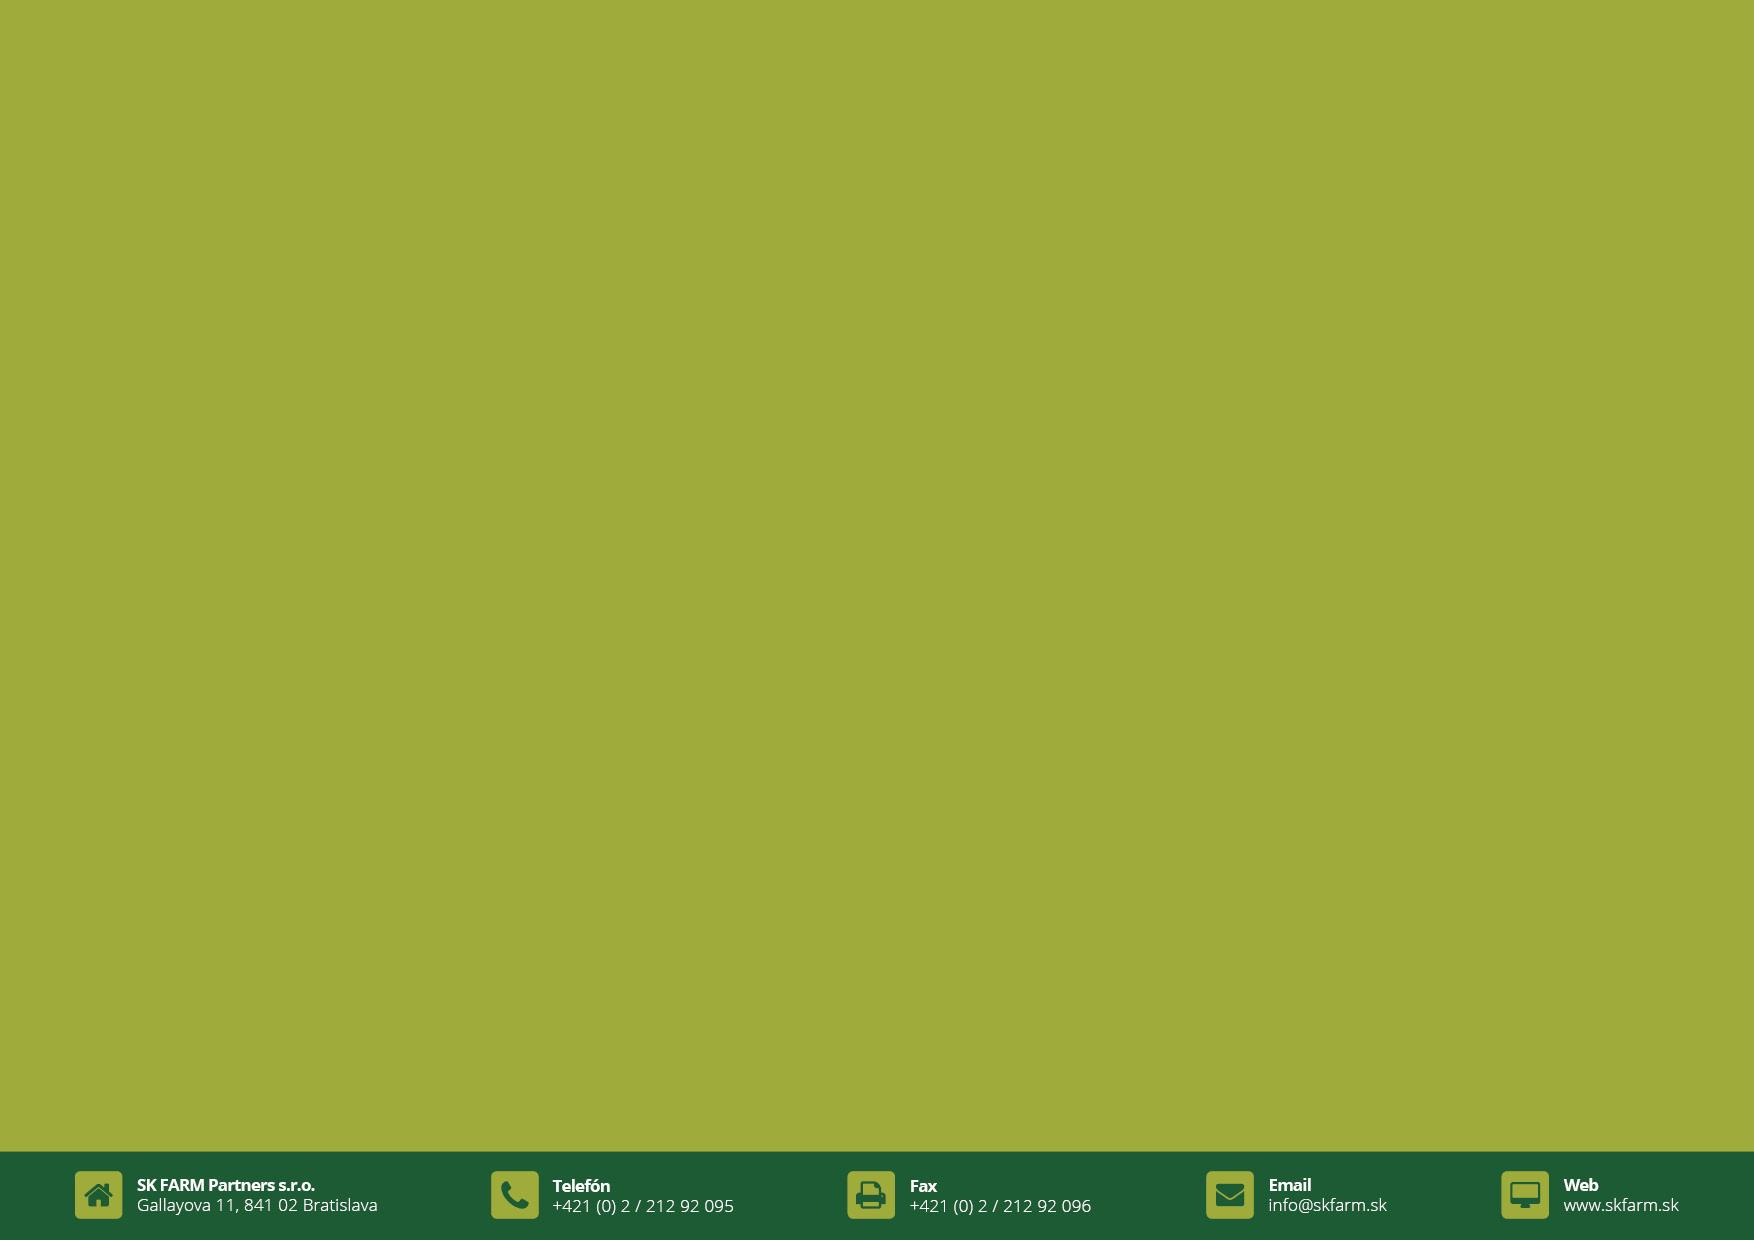 SK FARM Partners s.r.o.
Gallayova 11, 841 02 Bratislava
Telefón
+421 (0) 2 / 212 92 095
Fax
+421 (0) 2 / 212 92 096
Email
info@skfarm.sk
Web
www.skfarm.sk